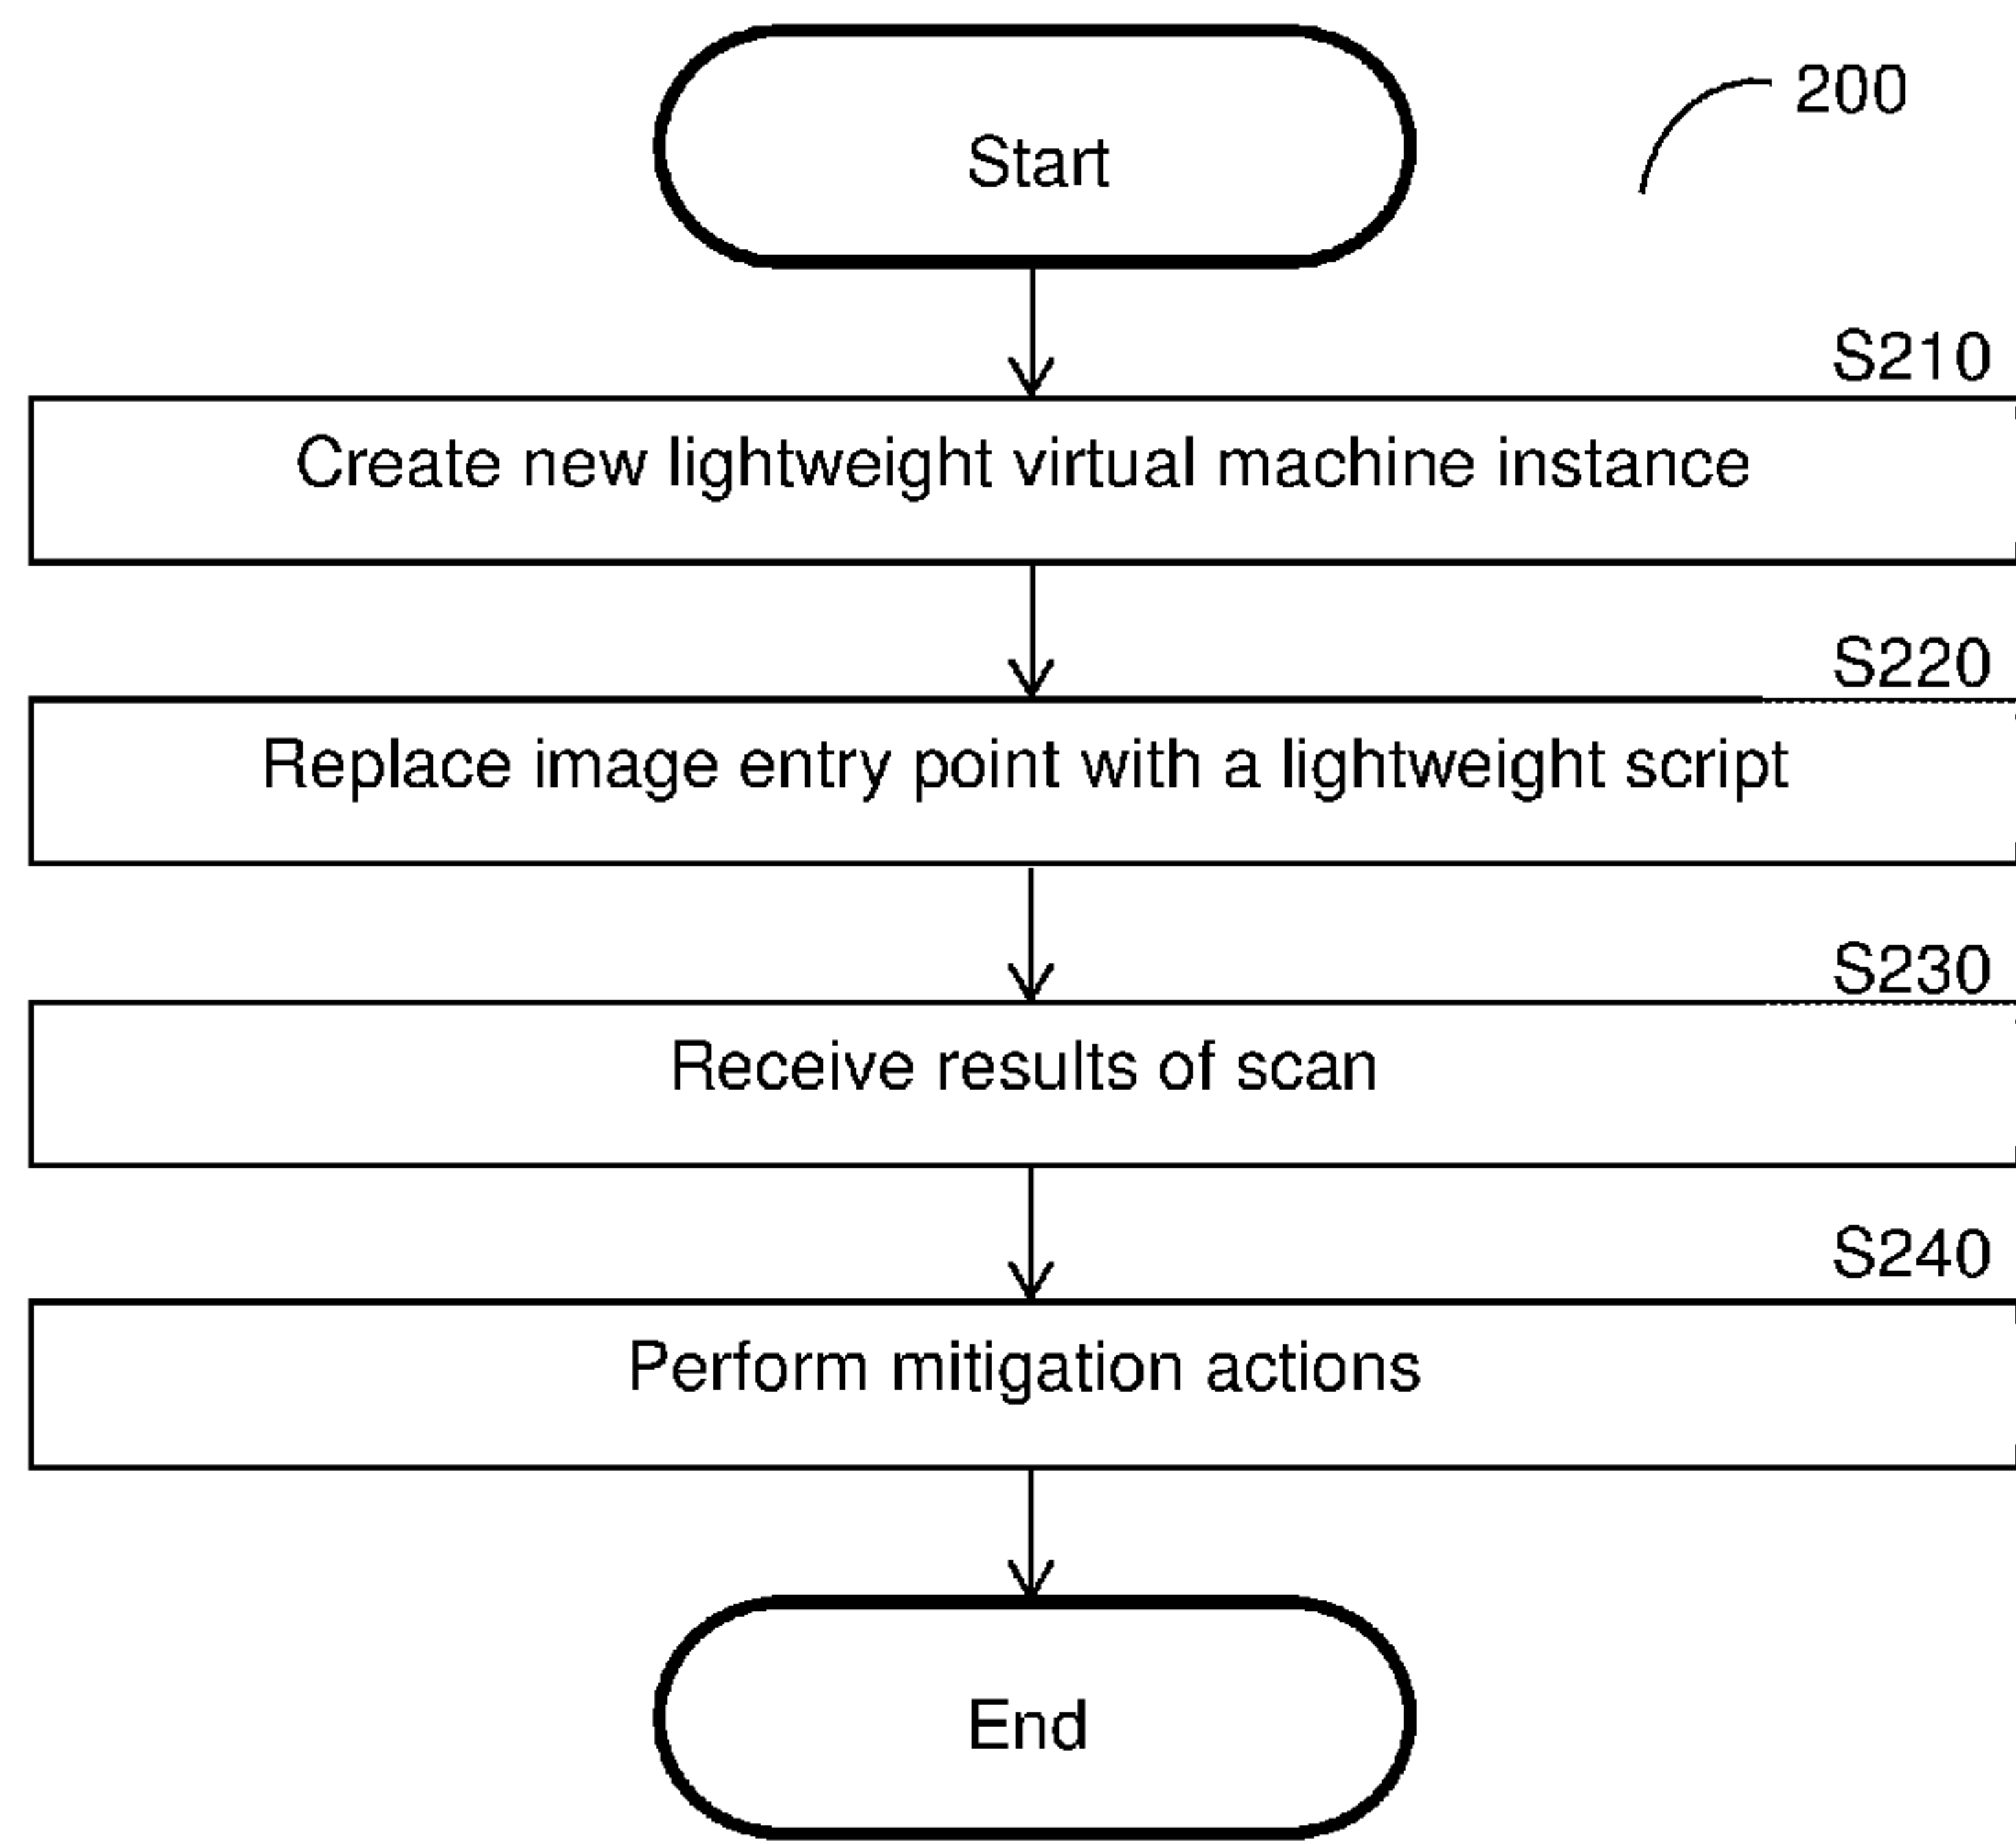 Start
200
S210
Create new lightweight virtual machine instance
S220
Replace image entry point with a lightweight script
S230
Receive results of scan
S240
Perform mitigation actions
End